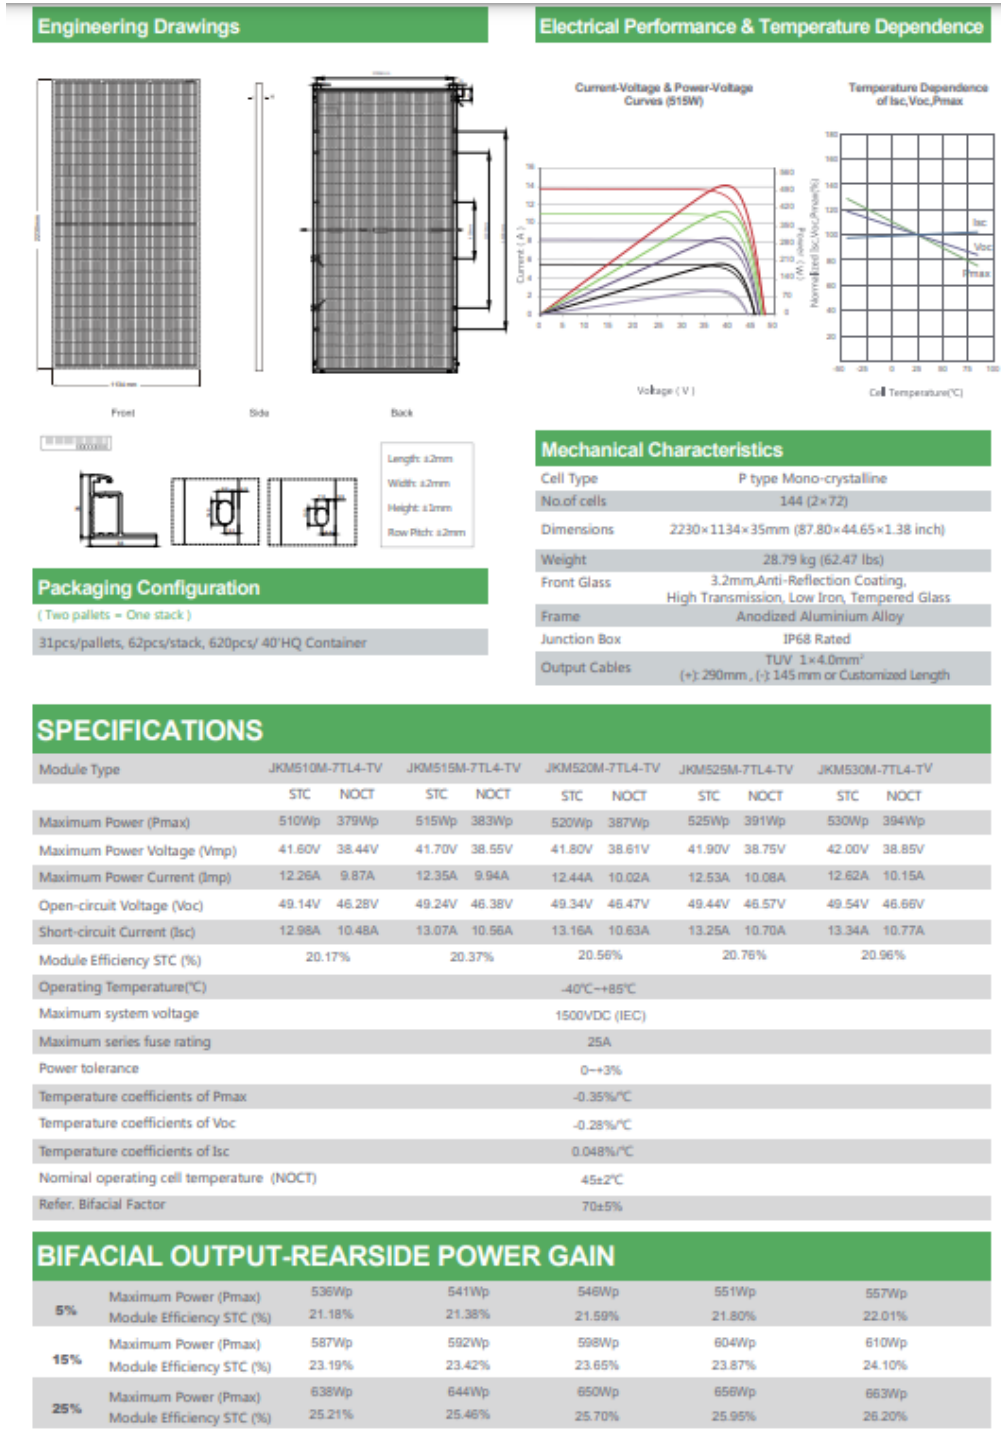 Engineering Drawings
Front
Side
Back
Length: ±2mm
Width: ±2mm
Height: ±1mm
Row Pitch: ±2mm
Packaging Configuration
( Two pallets = One stack )
31pcs/pallets, 62pcs/stack, 620pcs/ 40'HQ Container
Electrical Performance & Temperature Dependence
Current-Voltage & Power-Voltage
Curves (515W)
Current ( A )
Power ( W )
Voltage ( V )
Temperature Dependence
of Isc,Voc,Pmax
Normalized Isc,Voc,Pmax(%)
Isc
Voc
Pmax
Cell Temperature(℃)
Mechanical Characteristics
Cell Type P type Mono-crystalline
No.of cells 144 (2×72)
Dimensions 2230×1134×35mm (87.80×44.65×1.38 inch)
Weight 28.79 kg (62.47 lbs)
Front Glass 3.2mm,Anti-Reflection Coating,
High Transmission, Low Iron, Tempered Glass
Frame Anodized Aluminium Alloy
Junction Box IP68 Rated
Output Cables TUV 1×4.0mm²
(+): 290mm , (-): 145 mm or Customized Length
SPECIFICATIONS
Module Type JKM510M-7TL4-TV JKM515M-7TL4-TV JKM520M-7TL4-TV JKM525M-7TL4-TV JKM530M-7TL4-TV
STC NOCT STC NOCT STC NOCT STC NOCT STC NOCT
Maximum Power (Pmax) 510Wp 379Wp 515Wp 383Wp 520Wp 387Wp 525Wp 391Wp 530Wp 394Wp
Maximum Power Voltage (Vmp) 41.60V 38.44V 41.70V 38.55V 41.80V 38.61V 41.90V 38.75V 42.00V 38.85V
Maximum Power Current (Imp) 12.26A 9.87A 12.35A 9.94A 12.44A 10.02A 12.53A 10.08A 12.62A 10.15A
Open-circuit Voltage (Voc) 49.14V 46.28V 49.24V 46.38V 49.34V 46.47V 49.44V 46.57V 49.54V 46.66V
Short-circuit Current (Isc) 12.98A 10.48A 13.07A 10.56A 13.16A 10.63A 13.25A 10.70A 13.34A 10.77A
Module Efficiency STC (%) 20.17% 20.37% 20.56% 20.76% 20.96%
Operating Temperature(℃) -40℃~+85℃
Maximum system voltage 1500VDC (IEC)
Maximum series fuse rating 25A
Power tolerance 0~+3%
Temperature coefficients of Pmax -0.35%/℃
Temperature coefficients of Voc -0.28%/℃
Temperature coefficients of Isc 0.048%/℃
Nominal operating cell temperature (NOCT) 45±2℃
Refer. Bifacial Factor 70±5%
BIFACIAL OUTPUT-REARSIDE POWER GAIN
5% Maximum Power (Pmax) 536Wp 541Wp 546Wp 551Wp 557Wp
Module Efficiency STC (%) 21.18% 21.38% 21.59% 21.80% 22.01%
15% Maximum Power (Pmax) 587Wp 592Wp 598Wp 604Wp 610Wp
Module Efficiency STC (%) 23.19% 23.42% 23.65% 23.87% 24.10%
25% Maximum Power (Pmax) 638Wp 644Wp 650Wp 656Wp 663Wp
Module Efficiency STC (%) 25.21% 25.46% 25.70% 25.95% 26.20%